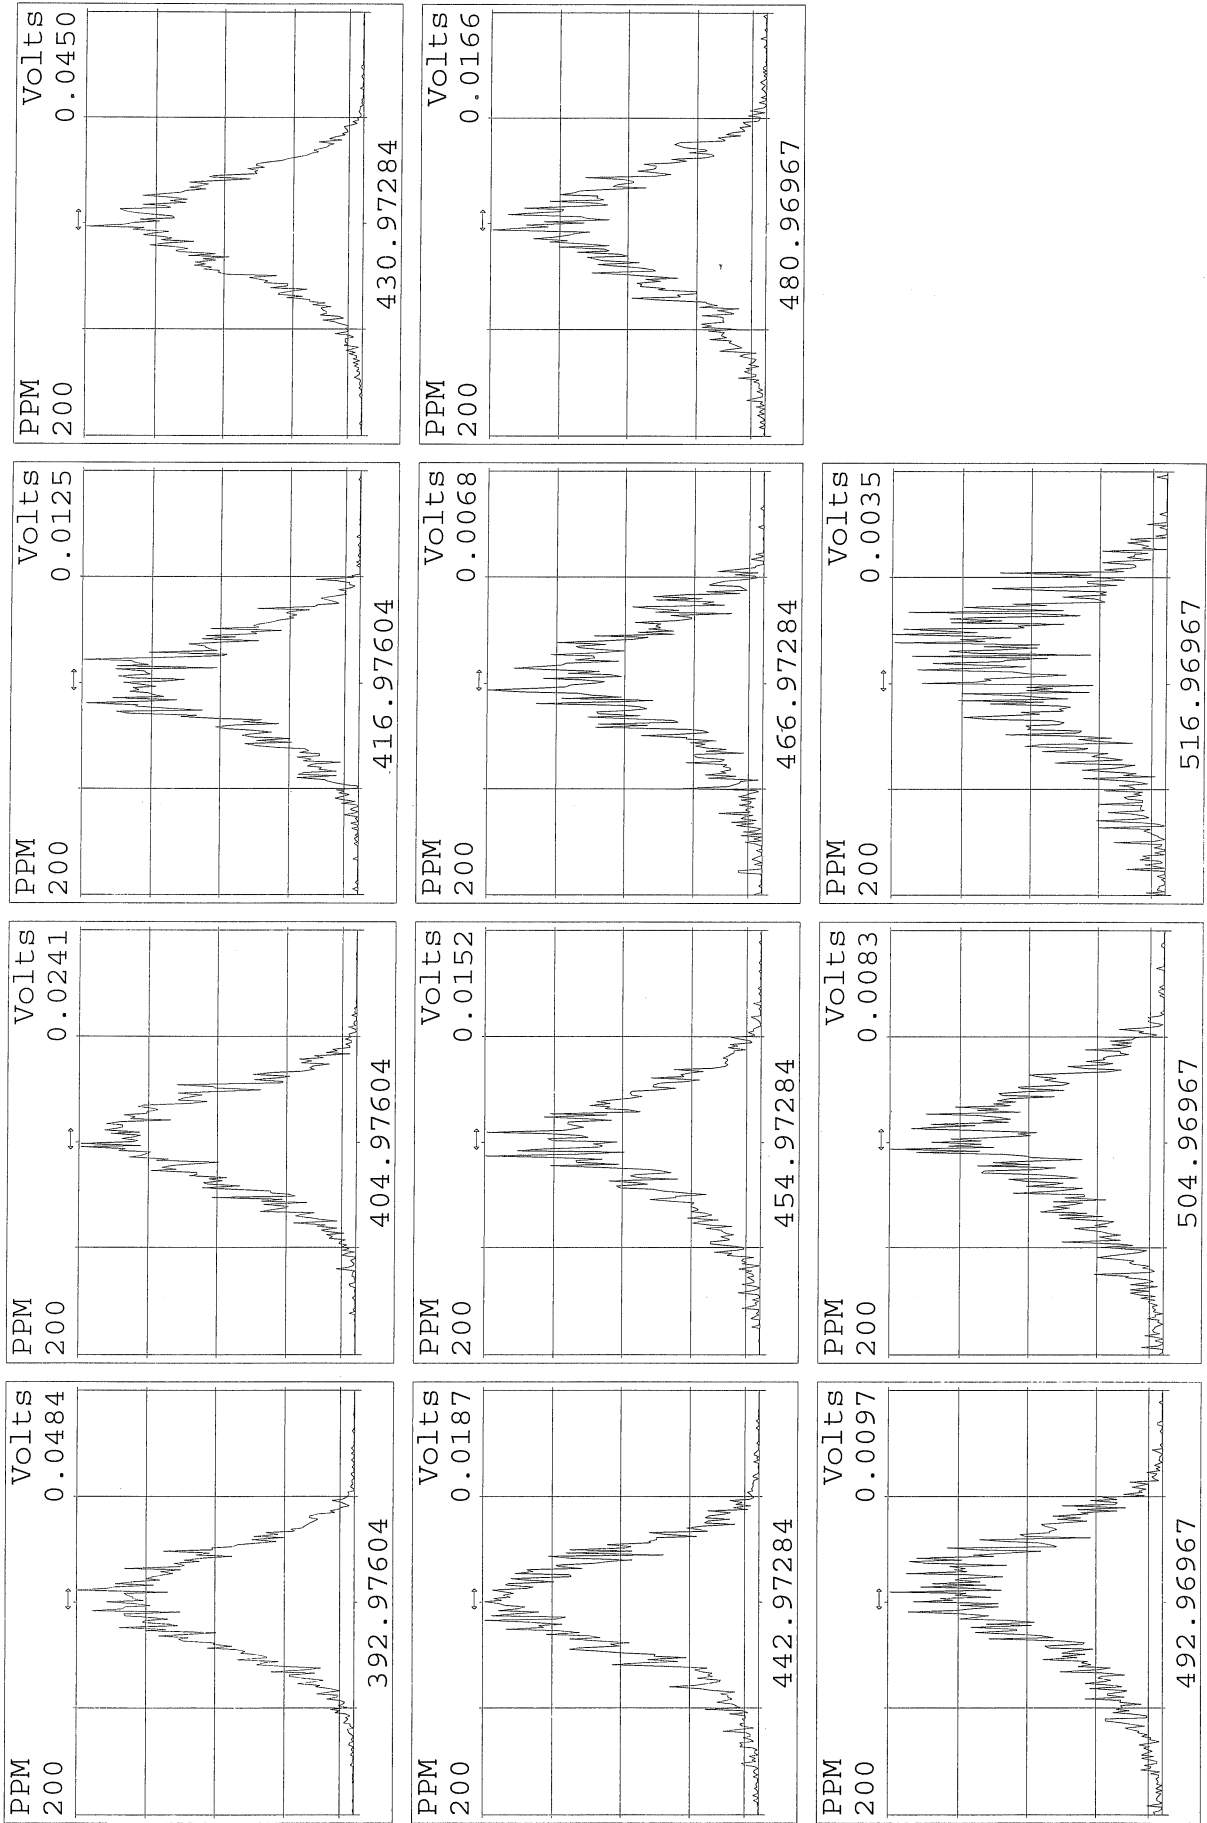 PPM Volts
200 0.0484
392.97604
PPM Volts
200 0.0241
404.97604
PPM Volts
200 0.0125
416.97604
PPM Volts
200 0.0450
430.97284
PPM Volts
200 0.0187
442.97284
PPM Volts
200 0.0152
454.97284
PPM Volts
200 0.0068
466.97284
PPM Volts
200 0.0166
480.96967
PPM Volts
200 0.0097
492.96967
PPM Volts
200 0.0083
504.96967
PPM Volts
200 0.0035
516.96967